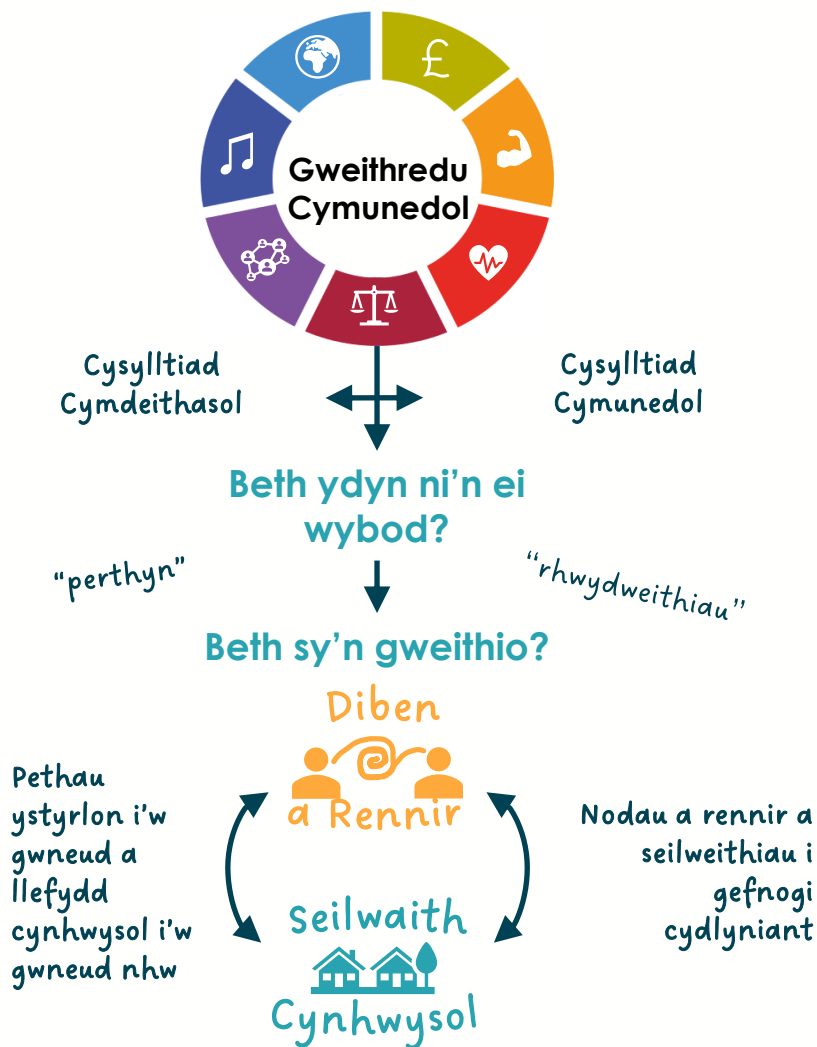 £
Gweithredu
Cymunedol
Cysylltiad
Cymdeithasol
Cysylltiad
Cymunedol
Beth ydyn ni'n ei
wybod?
“perthyn”
“rhwydweithiau”
Beth sy'n gweithio?
Diben
a Rennir
Pethau
ystyrlon i'w
gwneud a
llefydd
cynhwysol i'w
gwneud nhw
Nodau a rennir a
seilweithiau i
gefnogi
cydlyniant
Seilwaith
Cynhwysol